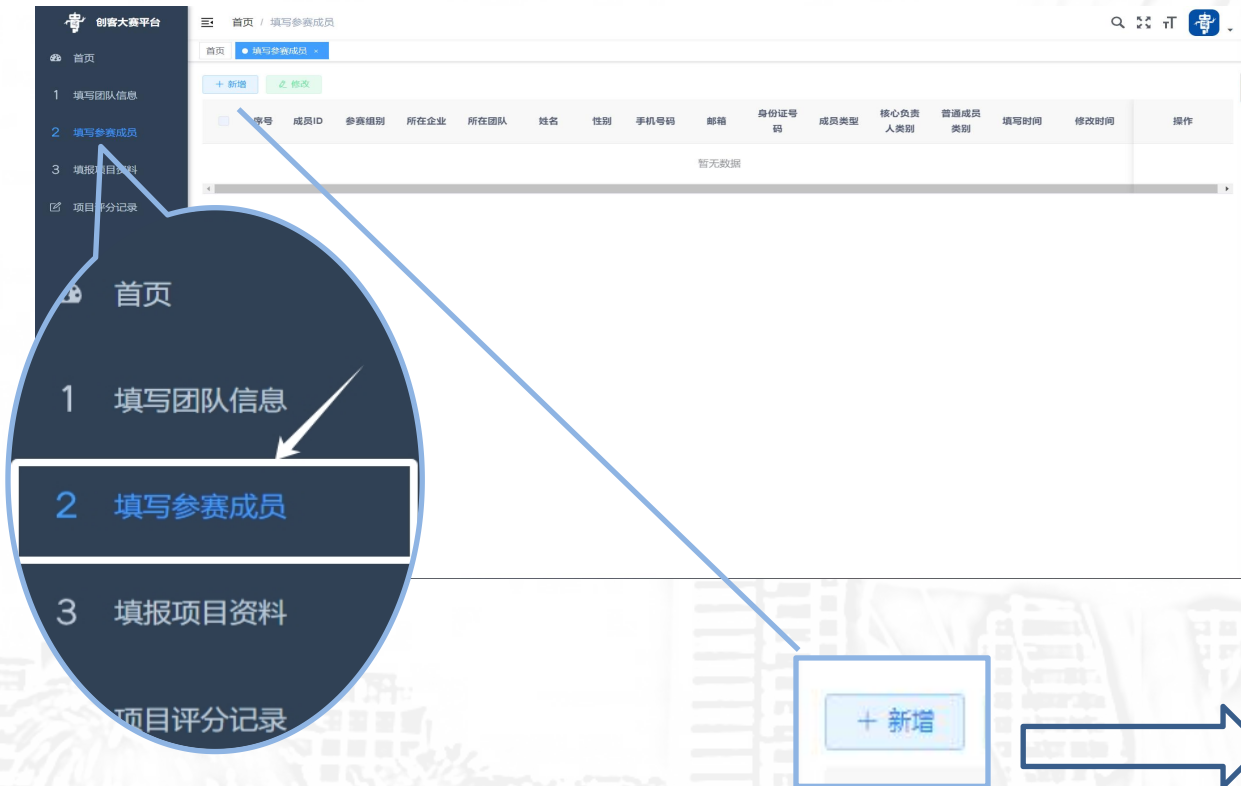 创客大赛平台
首页 / 填写参赛成员
首页
填写参赛成员 ×
首页
1 填写团队信息
2 填写参赛成员
3 填报项目资料
项目评分记录
+ 新增
修改
序号 成员ID 参赛组别 所在企业 所在团队 姓名 性别 手机号码 邮箱 身份证号码 成员类型 核心负责人类别 普通成员类别 填写时间 修改时间 操作
暂无数据
首页
1 填写团队信息
2 填写参赛成员
3 填报项目资料
项目评分记录
+ 新增